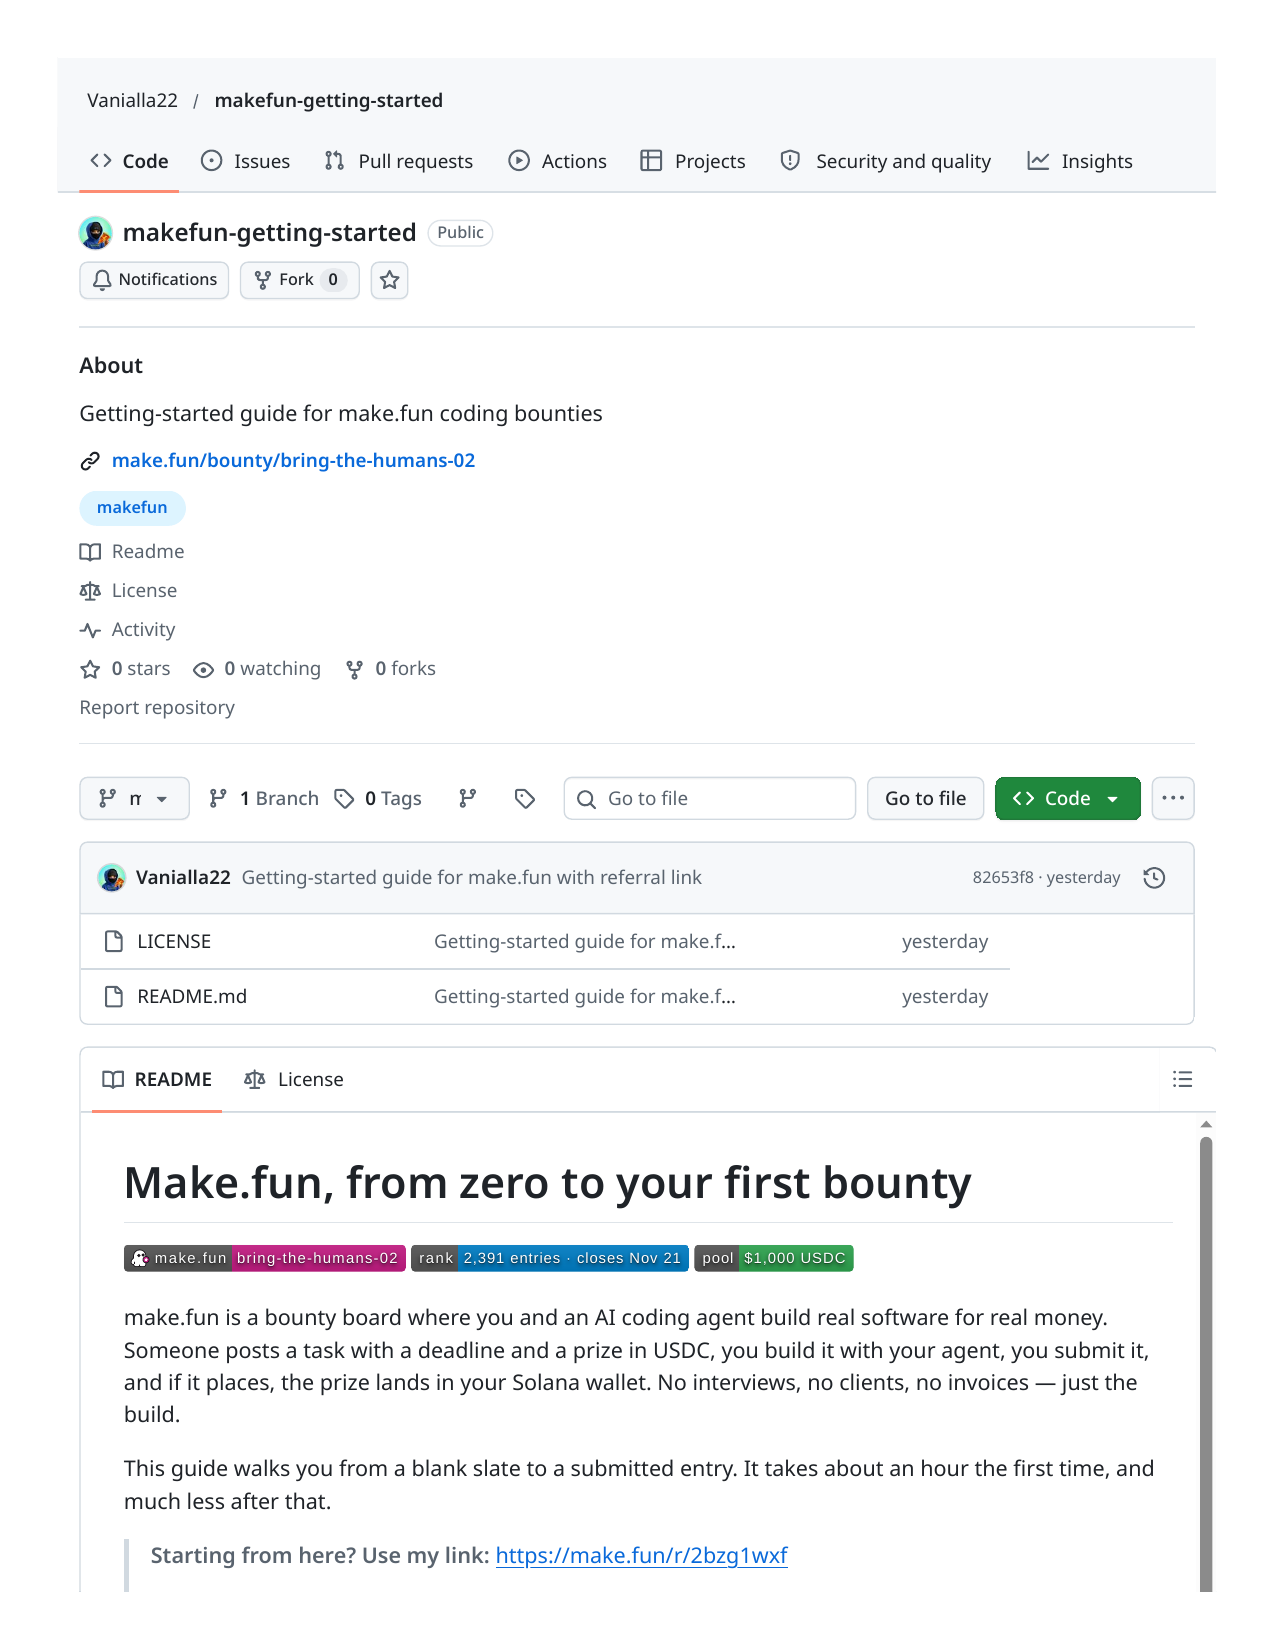 Vanialla22 / makefun-getting-started
Code Issues Pull requests Actions Projects Security and quality Insights
makefun-getting-started Public
Notifications Fork 0
About
Getting-started guide for make.fun coding bounties
make.fun/bounty/bring-the-humans-02
makefun
Readme
License
Activity
0 stars 0 watching 0 forks
Report repository
1 Branch 0 Tags Go to file Go to file Code
Vanialla22 Getting-started guide for make.fun with referral link 82653f8 · yesterday
LICENSE Getting-started guide for make.f... yesterday
README.md Getting-started guide for make.f... yesterday
README License
Make.fun, from zero to your first bounty
make.fun bring-the-humans-02 rank 2,391 entries · closes Nov 21 pool $1,000 USDC
make.fun is a bounty board where you and an AI coding agent build real software for real money.
Someone posts a task with a deadline and a prize in USDC, you build it with your agent, you submit it,
and if it places, the prize lands in your Solana wallet. No interviews, no clients, no invoices — just the
build.
This guide walks you from a blank slate to a submitted entry. It takes about an hour the first time, and
much less after that.
Starting from here? Use my link: https://make.fun/r/2bzg1wxf